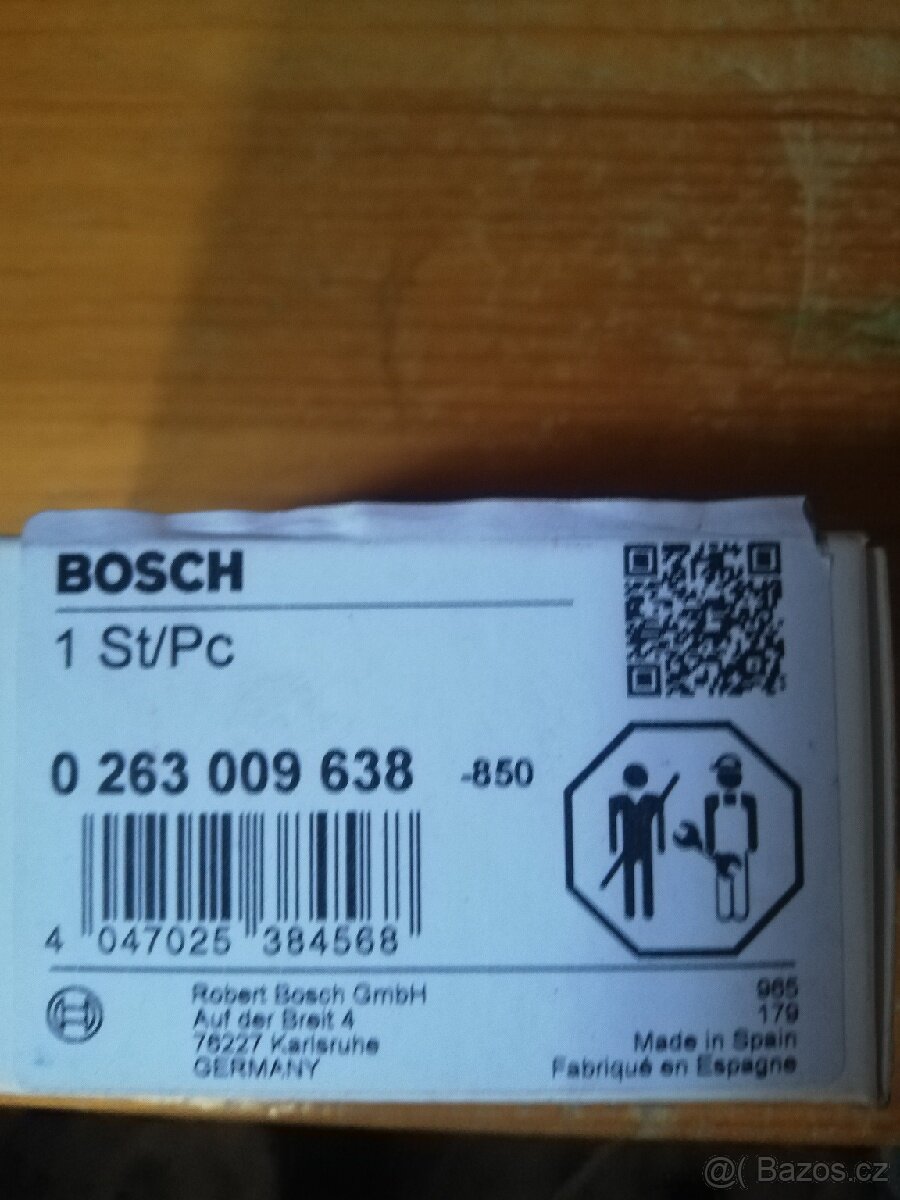 BOSCH
1 St/Pc
0 263 009 638 -850
4 047025 384568
Robert Bosch GmbH
Auf der Breit 4
76227 Karlsruhe
GERMANY
965
179
Made in Spain
Fabriqué en Espagne
@( Bazos.cz